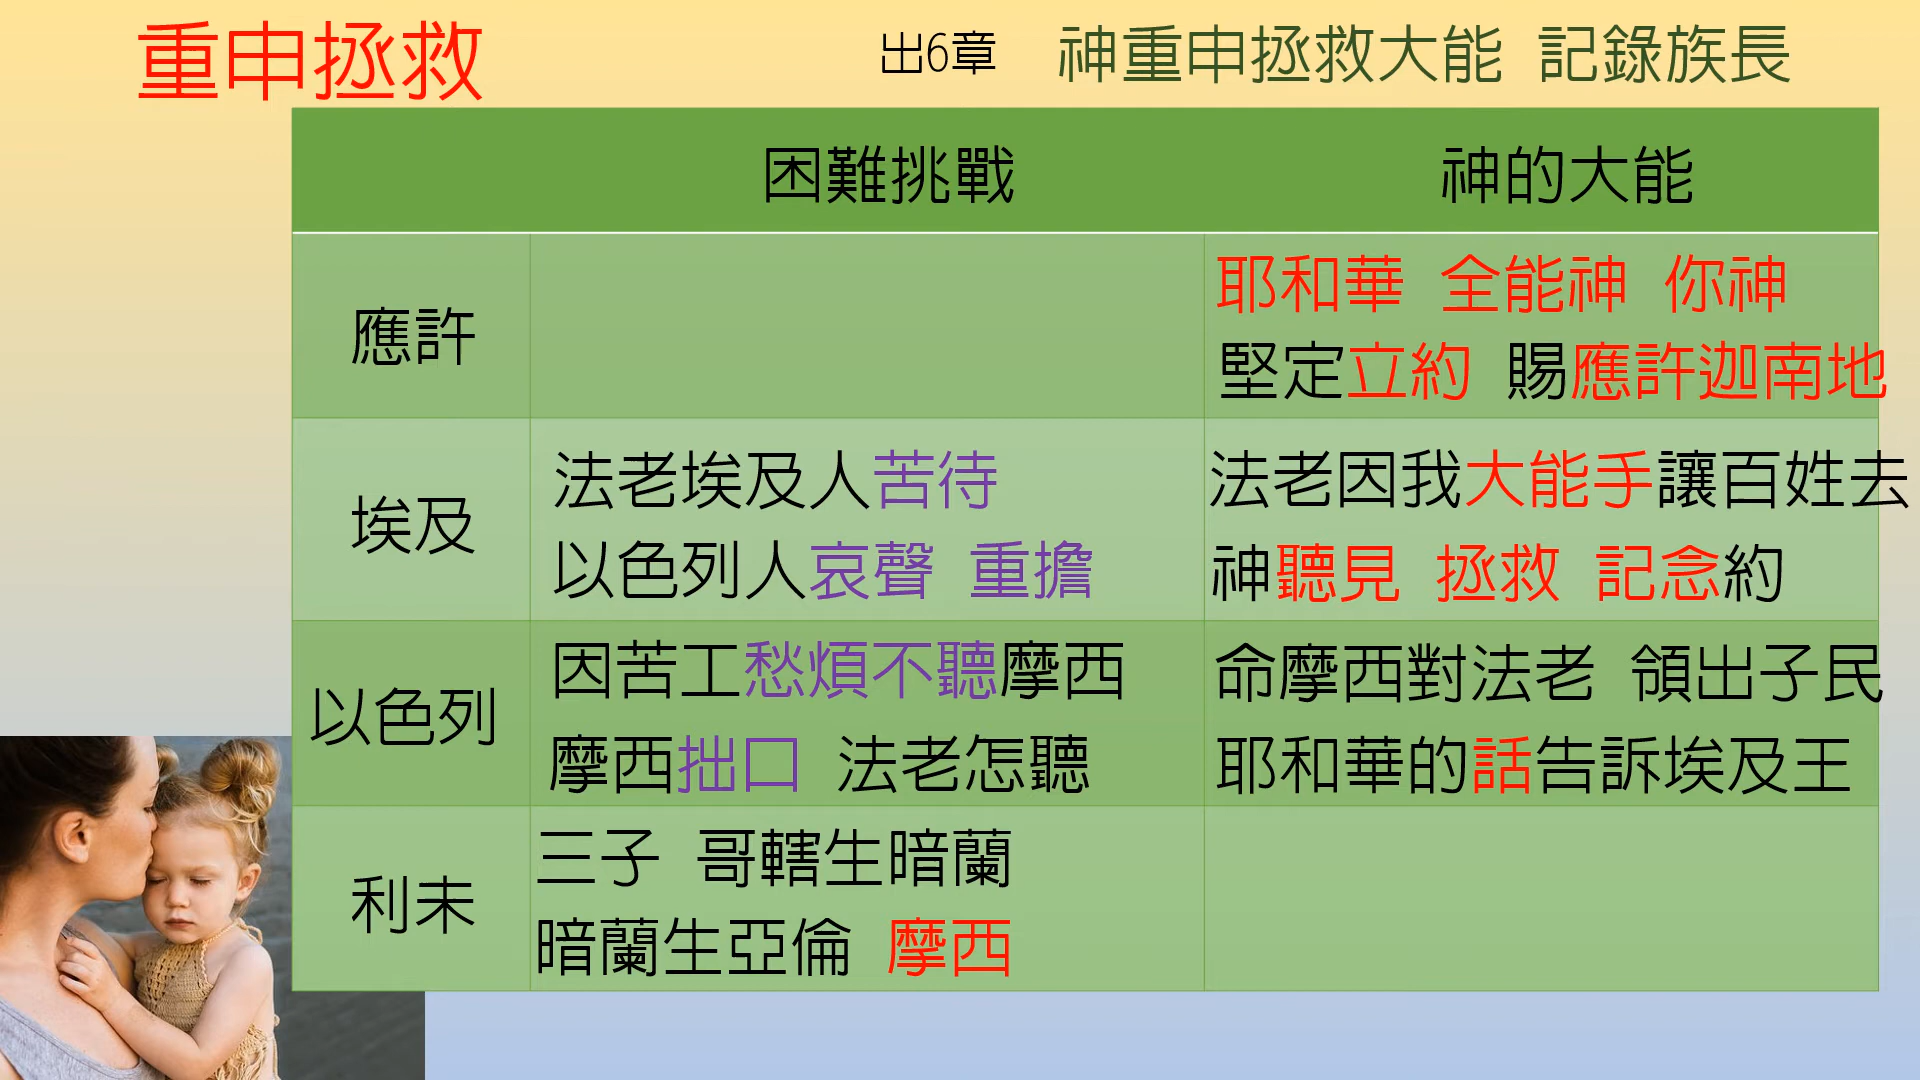 重申拯救
出6章 神重申拯救大能 記錄族長
困難挑戰 神的大能
應許
耶和華 全能神 你神
堅定立約 賜應許迦南地
埃及
法老埃及人苦待
以色列人哀聲 重擔
法老因我大能手讓百姓去
神聽見 拯救 記念約
以色列
因苦工愁煩不聽摩西
摩西拙口 法老怎聽
命摩西對法老 領出子民
耶和華的話告訴埃及王
利未
三子 哥轄生暗蘭
暗蘭生亞倫 摩西